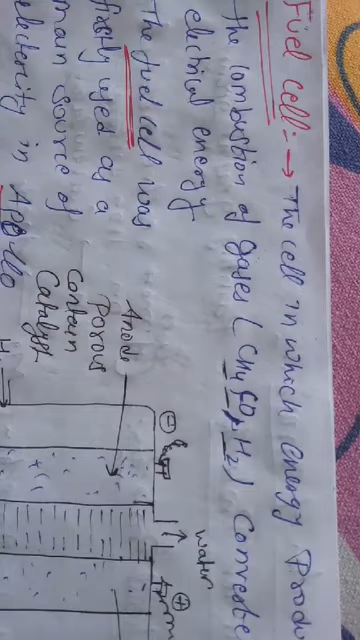 Fuel Cell:→ The cell in which energy Produ
the combustion of gases (CH4, CO, H2) Converte
electrical energy
The fuel cell was
firstly used as a
main source of
electericity in Apollo
Anode
Porous
Contain
Catalyst
H
water